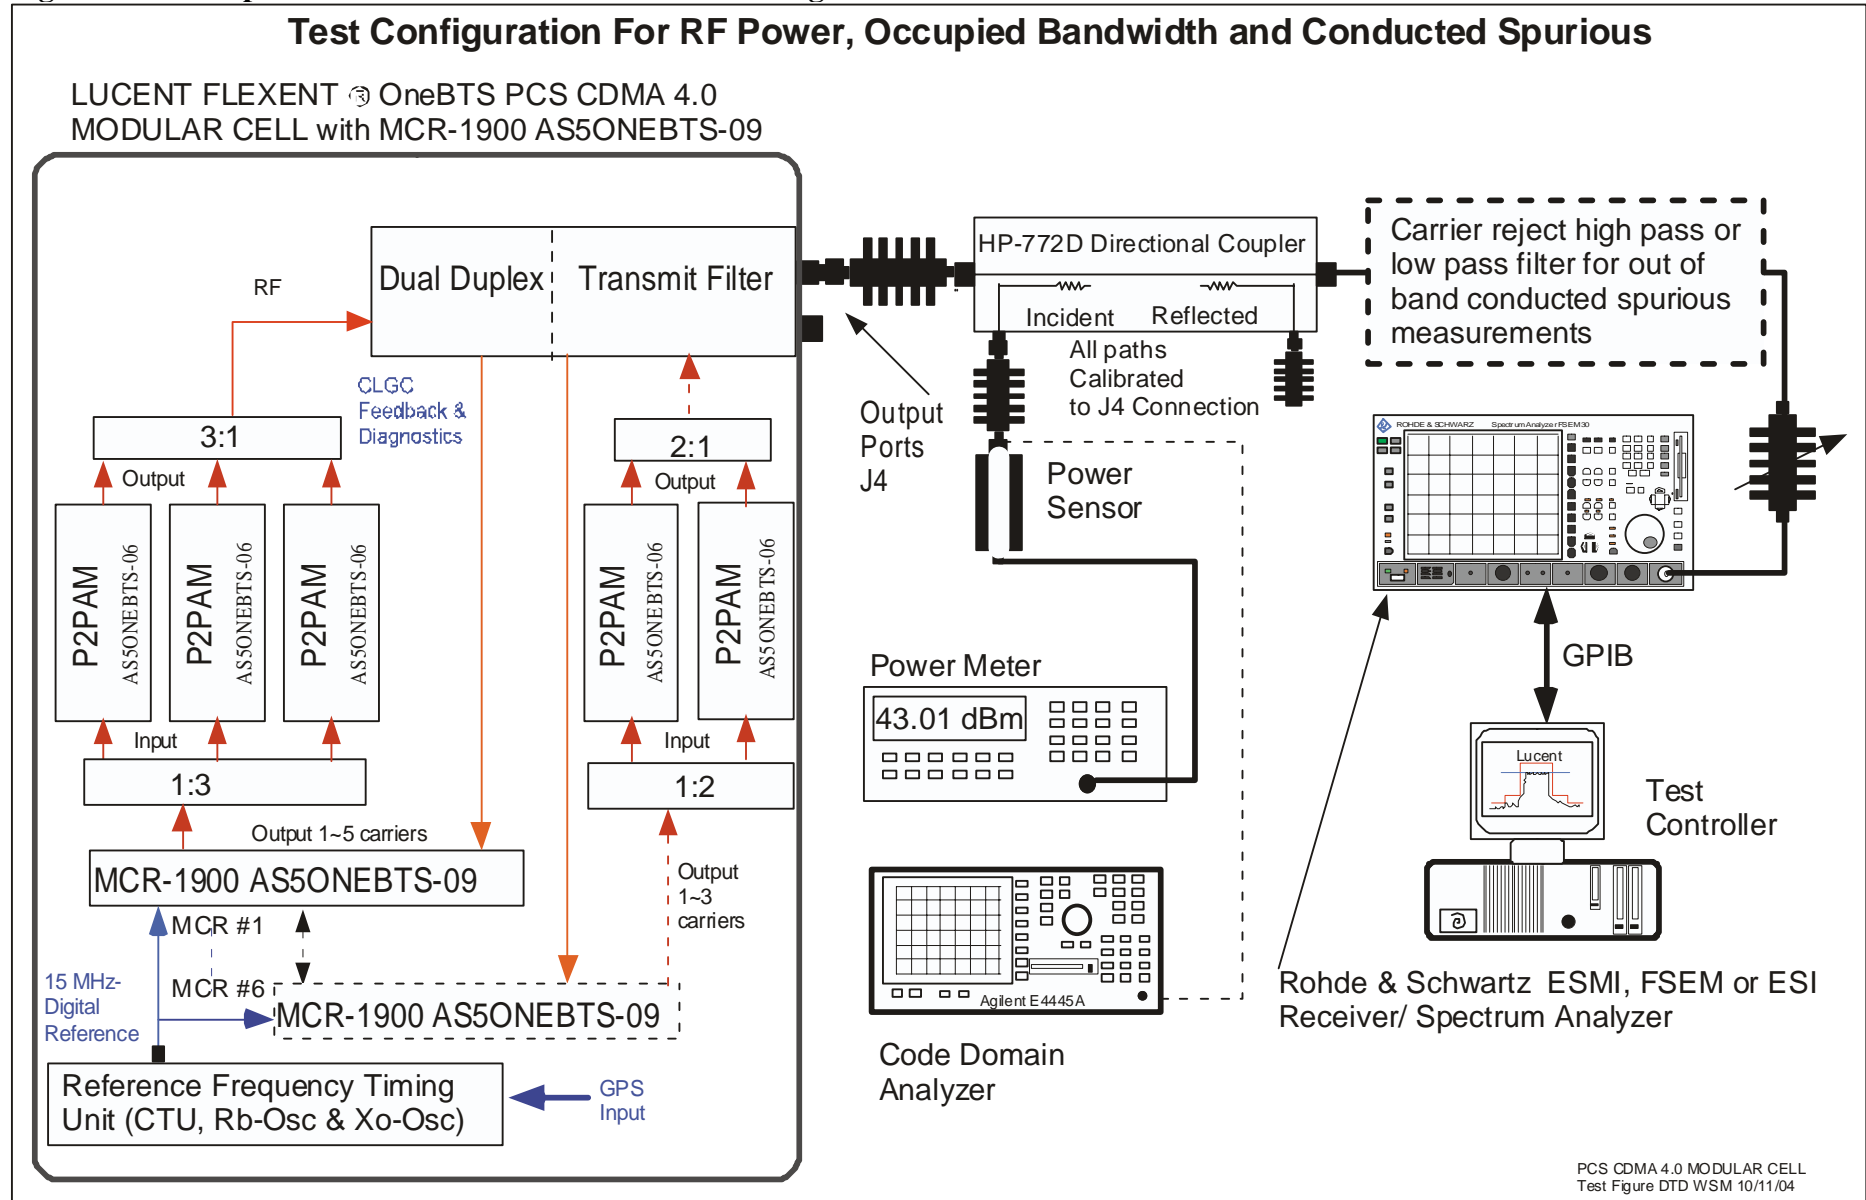 Test Configuration For RF Power, Occupied Bandwidth and Conducted Spurious
LUCENT FLEXENT ® OneBTS PCS CDMA 4.0
MODULAR CELL with MCR-1900 AS5ONEBTS-09
Dual Duplex
Transmit Filter
RF
CLGC
Feedback &
Diagnostics
3:1
2:1
Output
Output
P2PAM
AS5ONEBTS-06
P2PAM
AS5ONEBTS-06
P2PAM
AS5ONEBTS-06
P2PAM
AS5ONEBTS-06
P2PAM
AS5ONEBTS-06
Input
Input
1:3
1:2
Output 1~5 carriers
MCR-1900 AS5ONEBTS-09
Output
1~3
carriers
MCR #1
MCR #6
15 MHz-
Digital
Reference
MCR-1900 AS5ONEBTS-09
Reference Frequency Timing
Unit (CTU, Rb-Osc & Xo-Osc)
GPS
Input
Output
Ports
J4
HP-772D Directional Coupler
Incident
Reflected
All paths
Calibrated
to J4 Connection
Power
Sensor
Power Meter
43.01 dBm
Agilent E4445A
Code Domain
Analyzer
Carrier reject high pass or
low pass filter for out of
band conducted spurious
measurements
ROHDE & SCHWARZ Spectrum Analyzer FSEM 30
GPIB
Lucent
Test
Controller
Rohde & Schwartz ESMI, FSEM or ESI
Receiver/ Spectrum Analyzer
PCS CDMA 4.0 MODULAR CELL
Test Figure DTD WSM 10/11/04